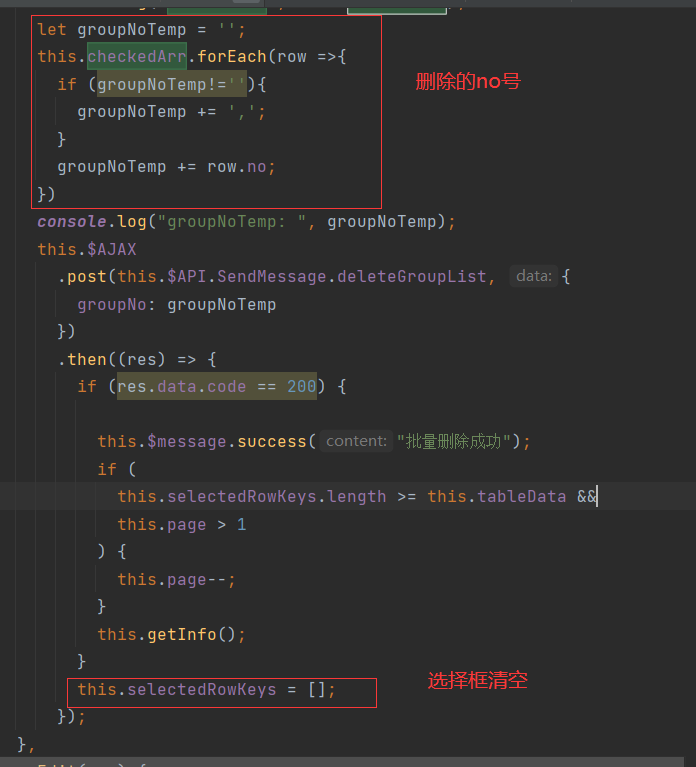 let groupNoTemp = '';
this.checkedArr.forEach(row =>{
if (groupNoTemp!=''){
删除的no号
groupNoTemp += ',';
}
groupNoTemp += row.no;
})
console.log("groupNoTemp: ", groupNoTemp);
this.$AJAX
.post(this.$API.SendMessage.deleteGroupList, data: {
groupNo: groupNoTemp
})
.then((res) => {
if (res.data.code == 200) {
this.$message.success( content: "批量删除成功");
if (
this.selectedRowKeys.length >= this.tableData &&
this.page > 1
) {
this.page--;
}
this.getInfo();
}
选择框清空
this.selectedRowKeys = [];
});
},